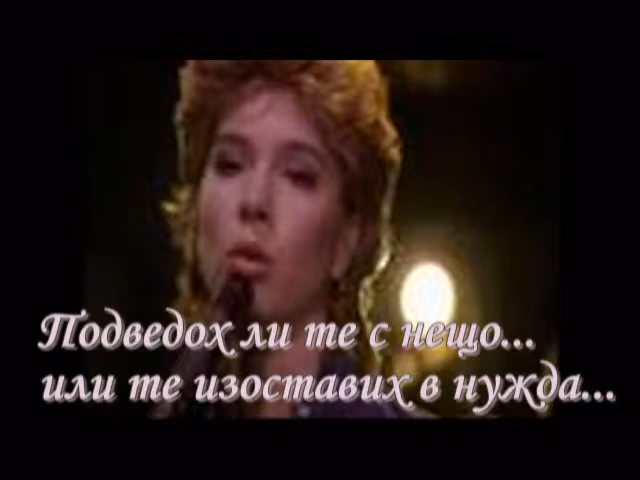 Подведох ли те с нещо...
или те изоставих в нужда...